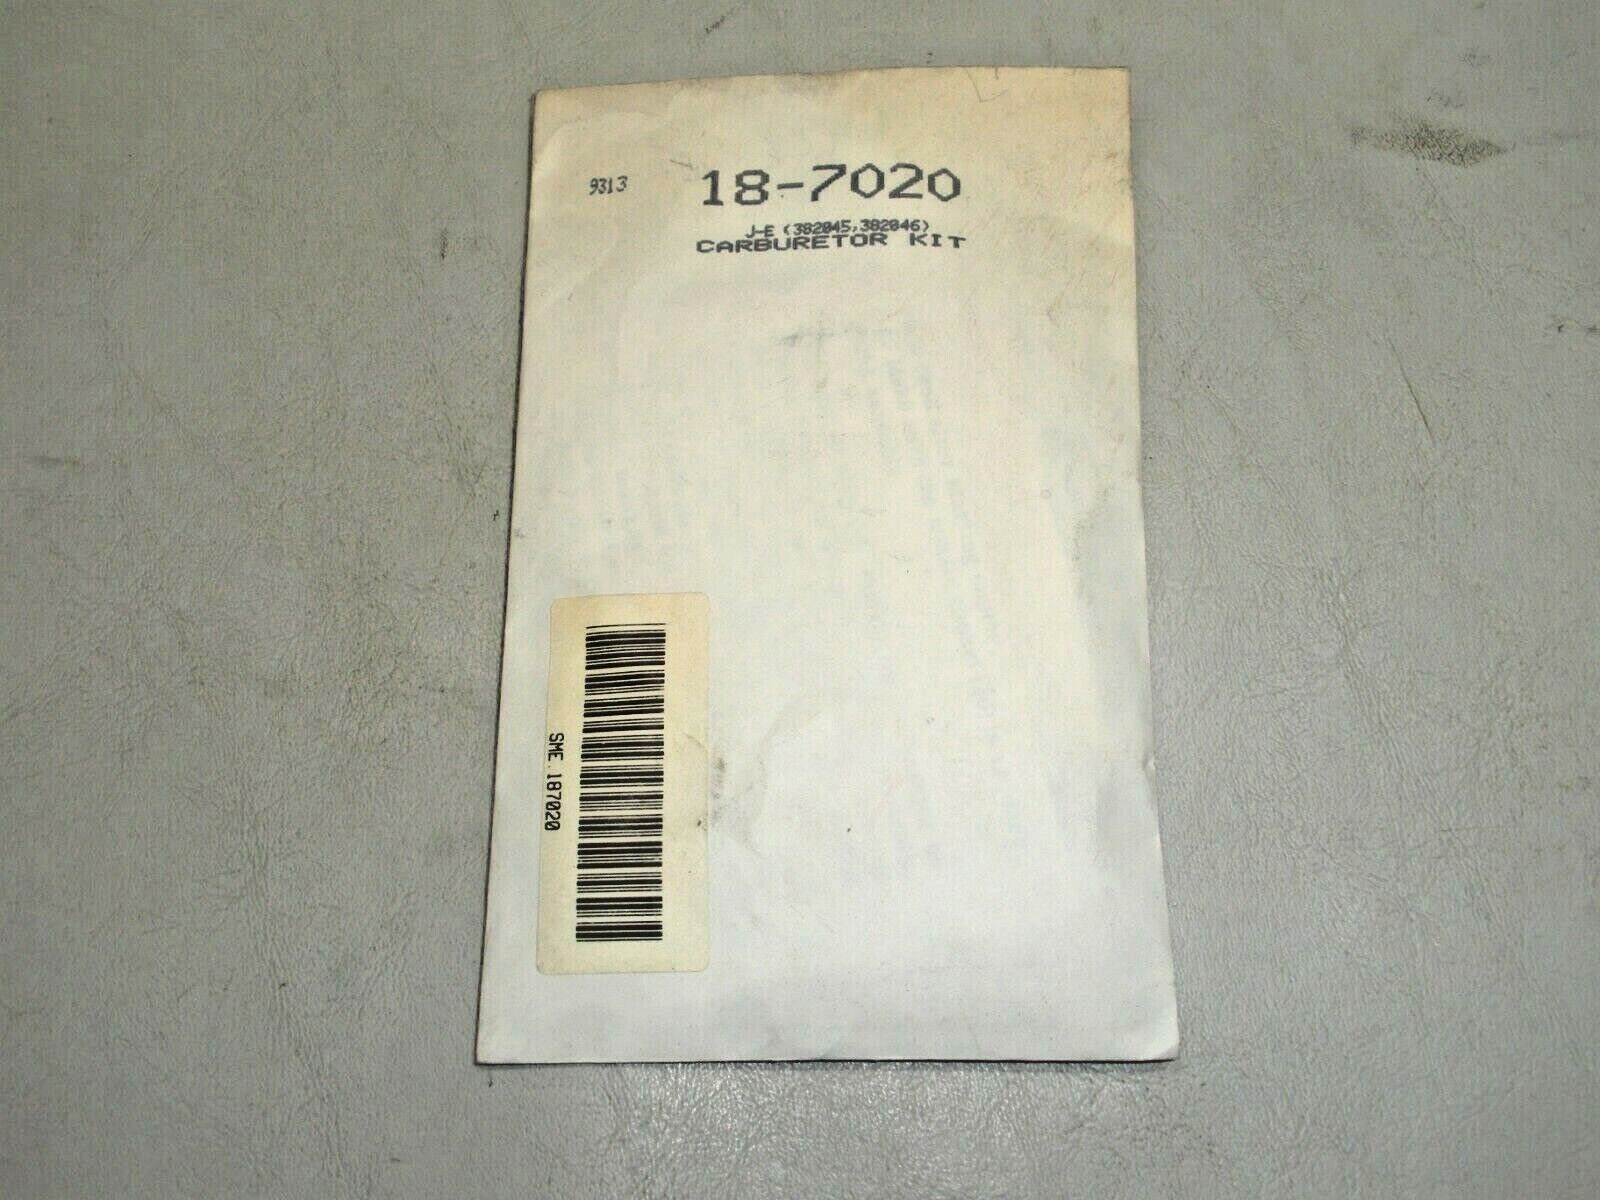 9313
18-7020
J-E (382045,382046)
CARBURETOR KIT
SME 187020